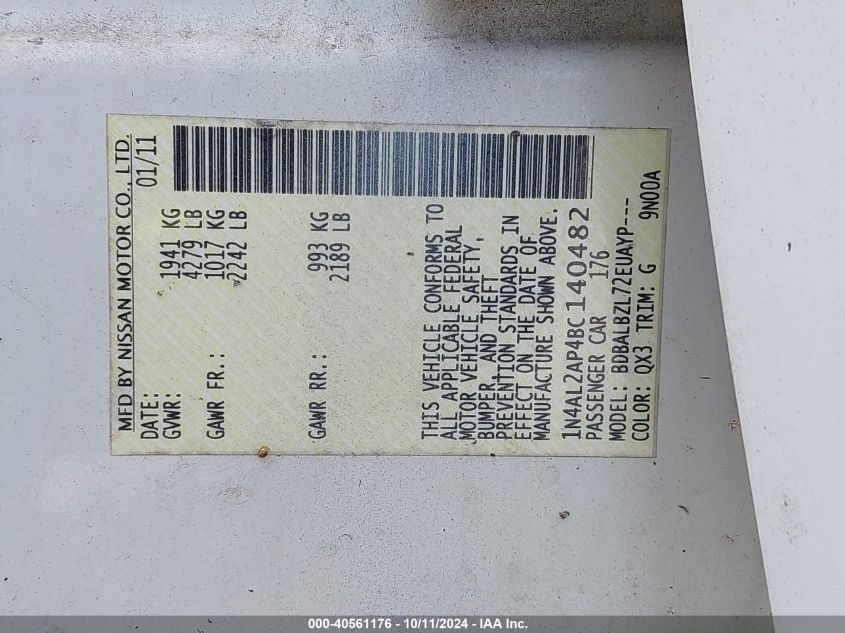 MFD BY NISSAN MOTOR CO., LTD.
DATE: 01/11
GVWR: 1941 KG
4279 LB
GAWR FR.: 1017 KG
2242 LB
GAWR RR.: 993 KG
2189 LB
THIS VEHICLE CONFORMS TO
ALL APPLICABLE FEDERAL
MOTOR VEHICLE SAFETY,
BUMPER, AND THEFT
PREVENTION STANDARDS IN
EFFECT ON THE DATE OF
MANUFACTURE SHOWN ABOVE.
1N4AL2AP4BC140482
PASSENGER CAR 176
MODEL: BDBALBZL72EUAYP---
COLOR: QX3 TRIM: G 9N00A
000-40561176 - 10/11/2024 - IAA Inc.